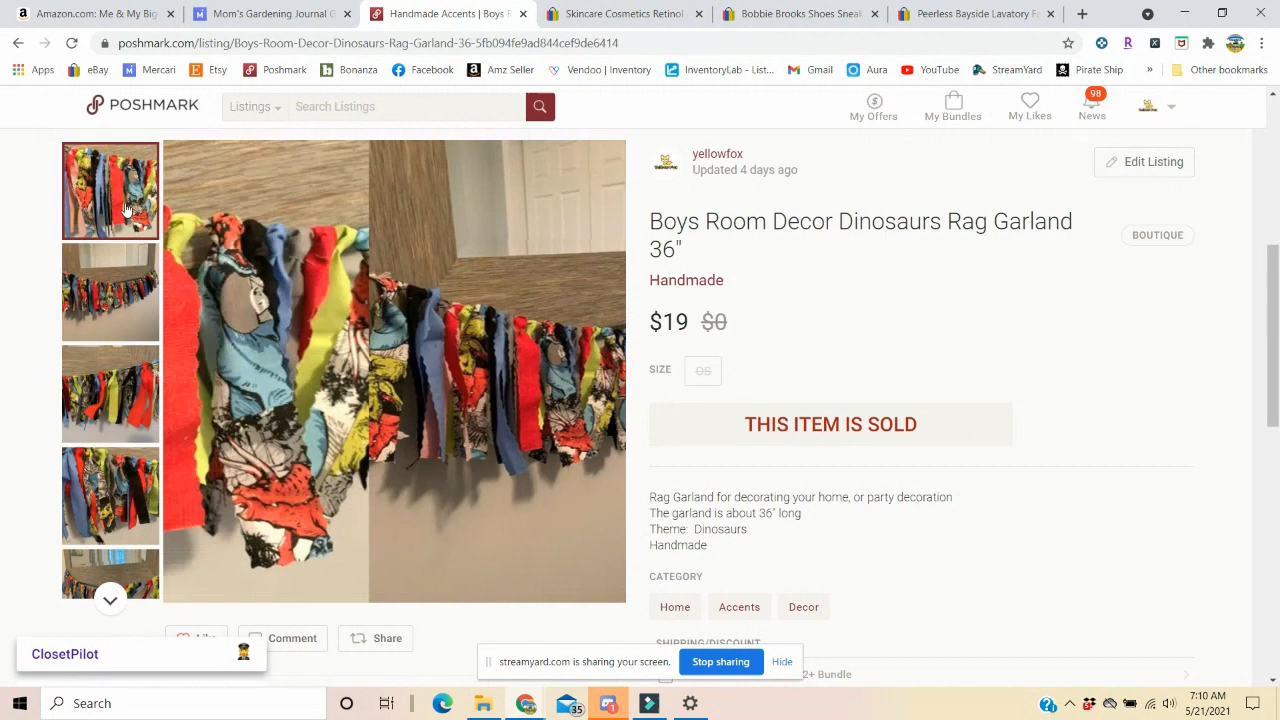 Amazon.com: My Big
Mom's Gardening Journal G
Handmade Accents | Boys R
Skincare Cosmetics Retinol
Bobbie Brooks Shoes Sneak
Peerless Bayside Lavatory Fa
poshmark.com/listing/Boys-Room-Decor-Dinosaurs-Rag-Garland-36-5fb094fe9ad844cef9de6414
Apps
eBay
Mercari
Etsy
Poshmark
Bonanza
Facebook
Amz Seller
Vendoo | Inventory
InventoryLab - List...
Gmail
Aura
YouTube
StreamYard
Pirate Ship
»
Other bookmarks
POSHMARK
Listings
Search Listings
My Offers
My Bundles
My Likes
98
News
yellowfox
Updated 4 days ago
Edit Listing
Boys Room Decor Dinosaurs Rag Garland
36"
BOUTIQUE
Handmade
$19 $0
SIZE
OS
THIS ITEM IS SOLD
Rag Garland for decorating your home, or party decoration
The garland is about 36" long
Theme: Dinosaurs
Handmade
CATEGORY
Home
Accents
Decor
Like
Comment
Share
SHIPPING/DISCOUNT
2+ Bundle
ClosetPilot
streamyard.com is sharing your screen.
Stop sharing
Hide
Search
35
1
7:10 AM
5/21/2021